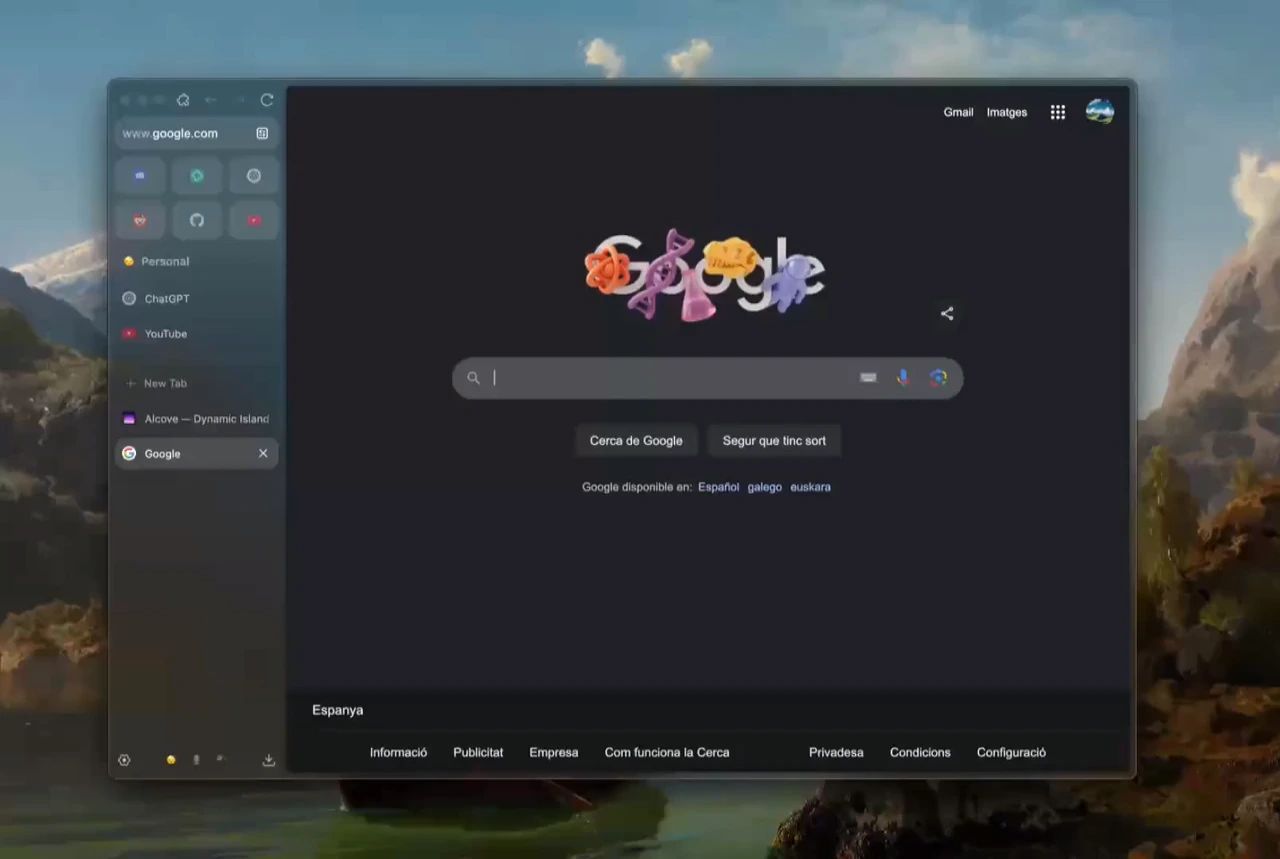 www.google.com
Personal
ChatGPT
YouTube
New Tab
Alcove — Dynamic Island
Google
Gmail Imatges
Google
Cerca de Google Segur que tinc sort
Google disponible en: Español galego euskara
Espanya
Informació Publicitat Empresa Com funciona la Cerca Privadesa Condicions Configuració